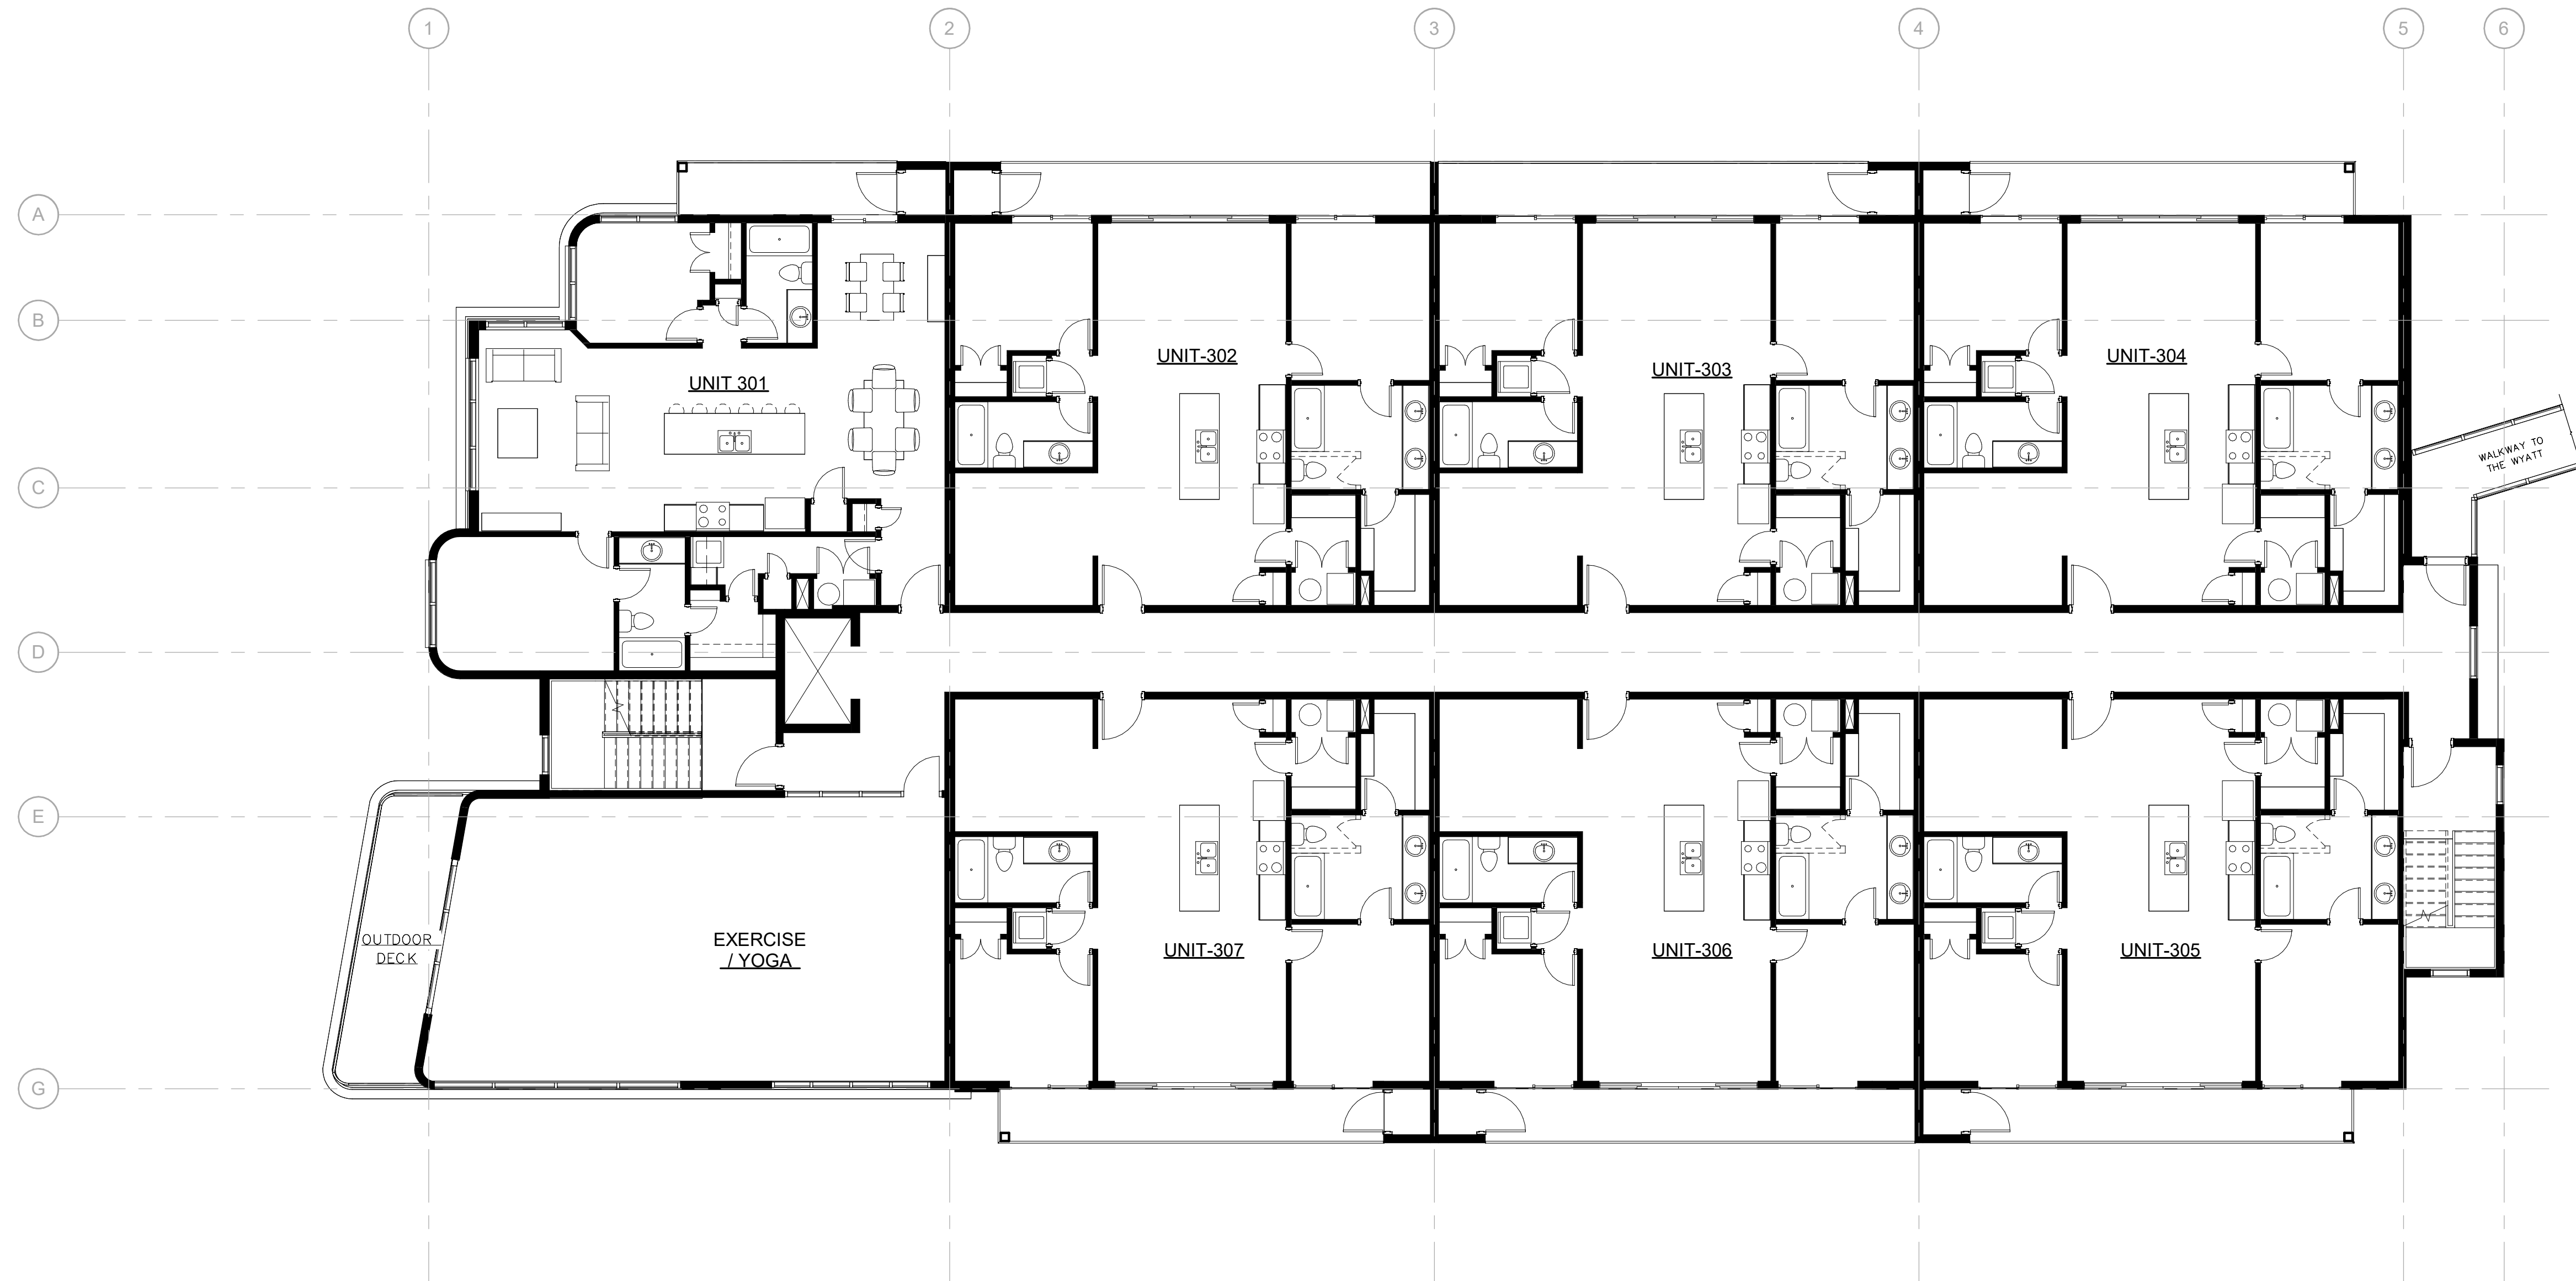 1
2
3
4
5
6
A
B
UNIT-302
UNIT-304
UNIT-303
UNIT 301
WALKWAY TO
THE WYATT
C
D
E
OUTDOOR
DECK
EXERCISE
/ YOGA
UNIT-307
UNIT-306
UNIT-305
G